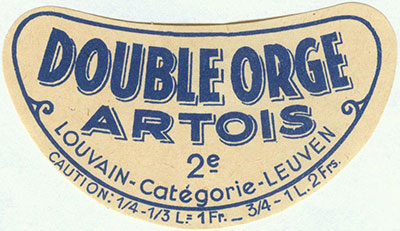 DOUBLE ORGE
ARTOIS
2e
LOUVAIN-Catégorie-LEUVEN
CAUTION: 1/4-1/3 L = 1 Fr. _ 3/4-1 L. 2 Frs.